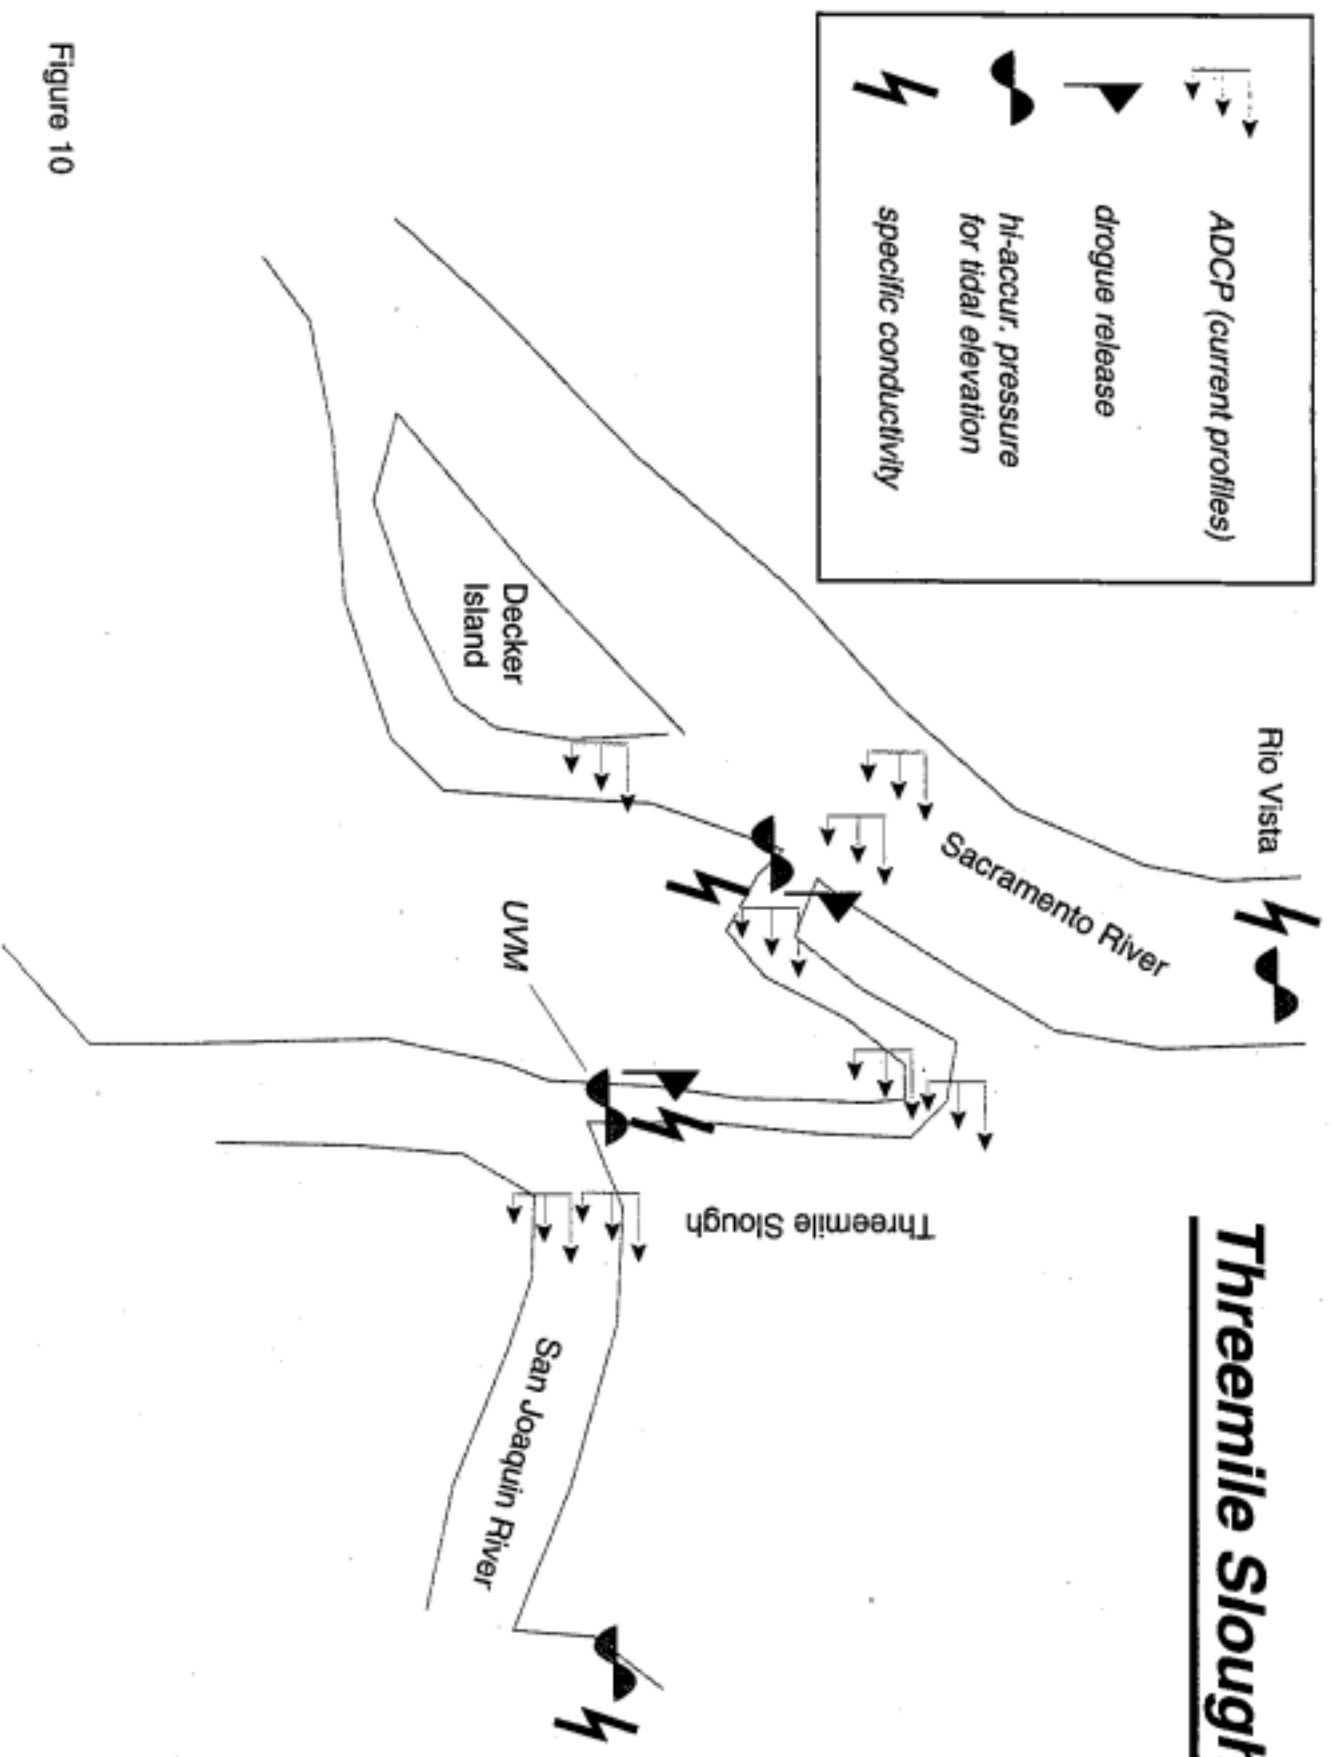 Threemile Slough
ADCP (current profiles)
drogue release
hi-accur. pressure
for tidal elevation
specific conductivity
Rio Vista
Sacramento River
Decker
Island
UVM
Threemile Slough
San Joaquin River
Figure 10